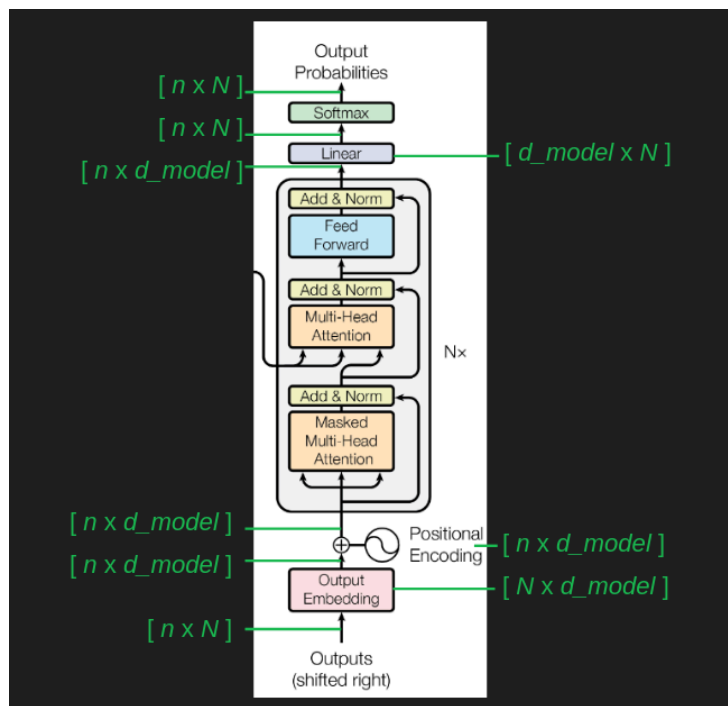 Output
Probabilities
[ n x N ]
Softmax
[ n x N ]
Linear
[ d_model x N ]
[ n x d_model ]
Add & Norm
Feed
Forward
Add & Norm
Multi-Head
Attention
N×
Add & Norm
Masked
Multi-Head
Attention
[ n x d_model ]
Positional
Encoding
[ n x d_model ]
[ n x d_model ]
Output
Embedding
[ N x d_model ]
[ n x N ]
Outputs
(shifted right)